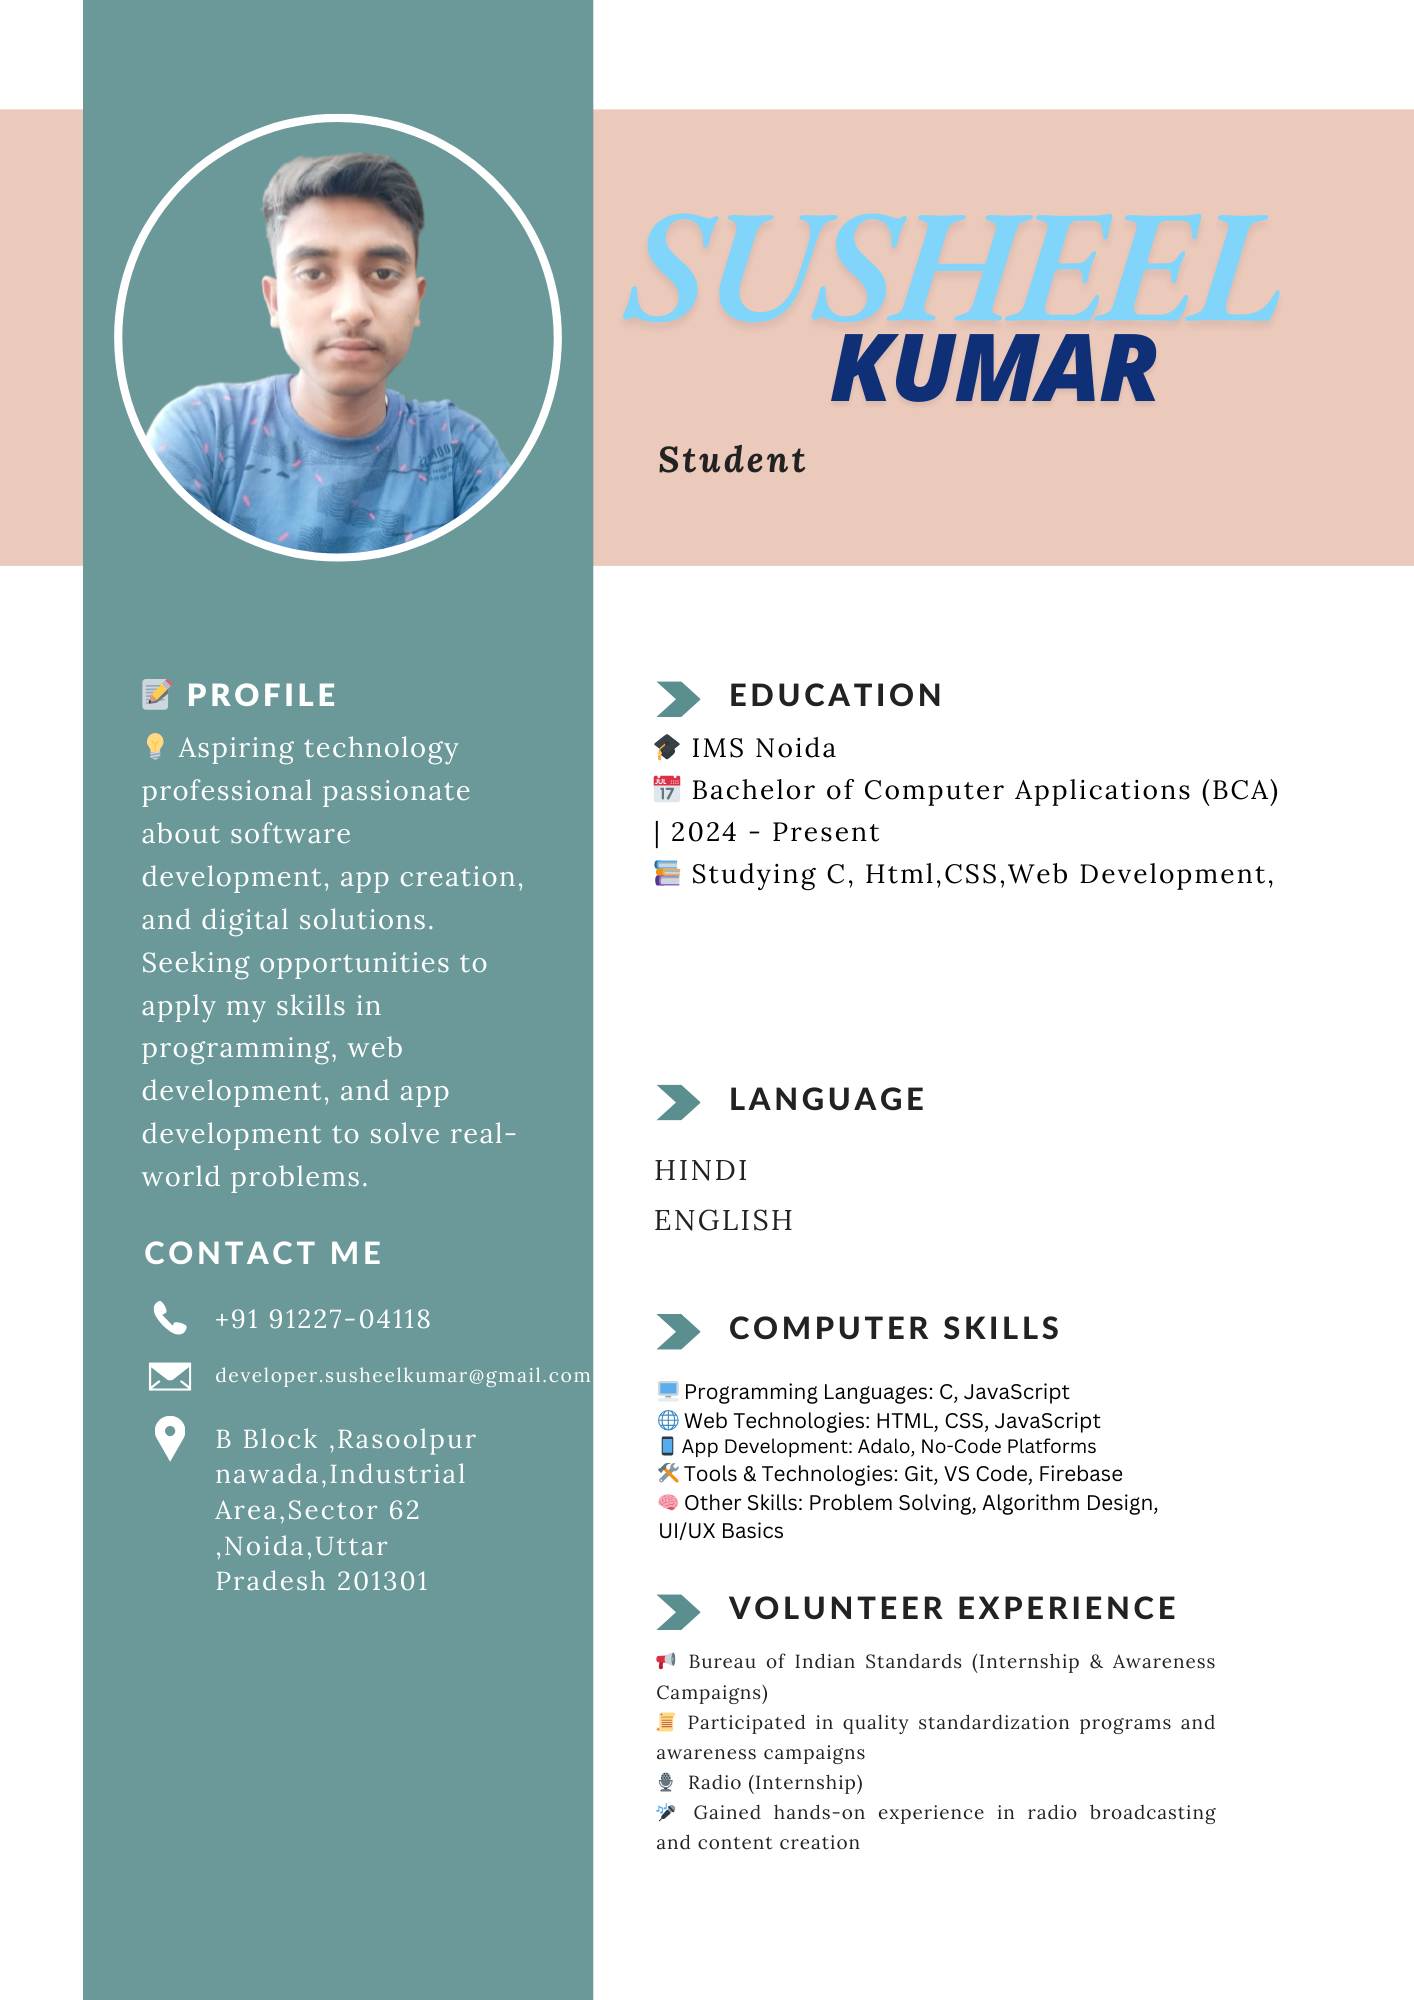 SUSHEEL
KUMAR
Student
📝 PROFILE
💡 Aspiring technology
professional passionate
about software
development, app creation,
and digital solutions.
Seeking opportunities to
apply my skills in
programming, web
development, and app
development to solve real-
world problems.
CONTACT ME
+91 91227-04118
developer.susheelkumar@gmail.com
B Block ,Rasoolpur
nawada,Industrial
Area,Sector 62
,Noida,Uttar
Pradesh 201301
EDUCATION
🎓 IMS Noida
📅 Bachelor of Computer Applications (BCA)
| 2024 - Present
📚 Studying C, Html,CSS,Web Development,
LANGUAGE
HINDI
ENGLISH
COMPUTER SKILLS
🖥️ Programming Languages: C, JavaScript
🌐 Web Technologies: HTML, CSS, JavaScript
📱 App Development: Adalo, No-Code Platforms
🛠️ Tools & Technologies: Git, VS Code, Firebase
🧠 Other Skills: Problem Solving, Algorithm Design,
UI/UX Basics
VOLUNTEER EXPERIENCE
📢 Bureau of Indian Standards (Internship & Awareness
Campaigns)
📜 Participated in quality standardization programs and
awareness campaigns
🎙️ Radio (Internship)
🎤 Gained hands-on experience in radio broadcasting
and content creation